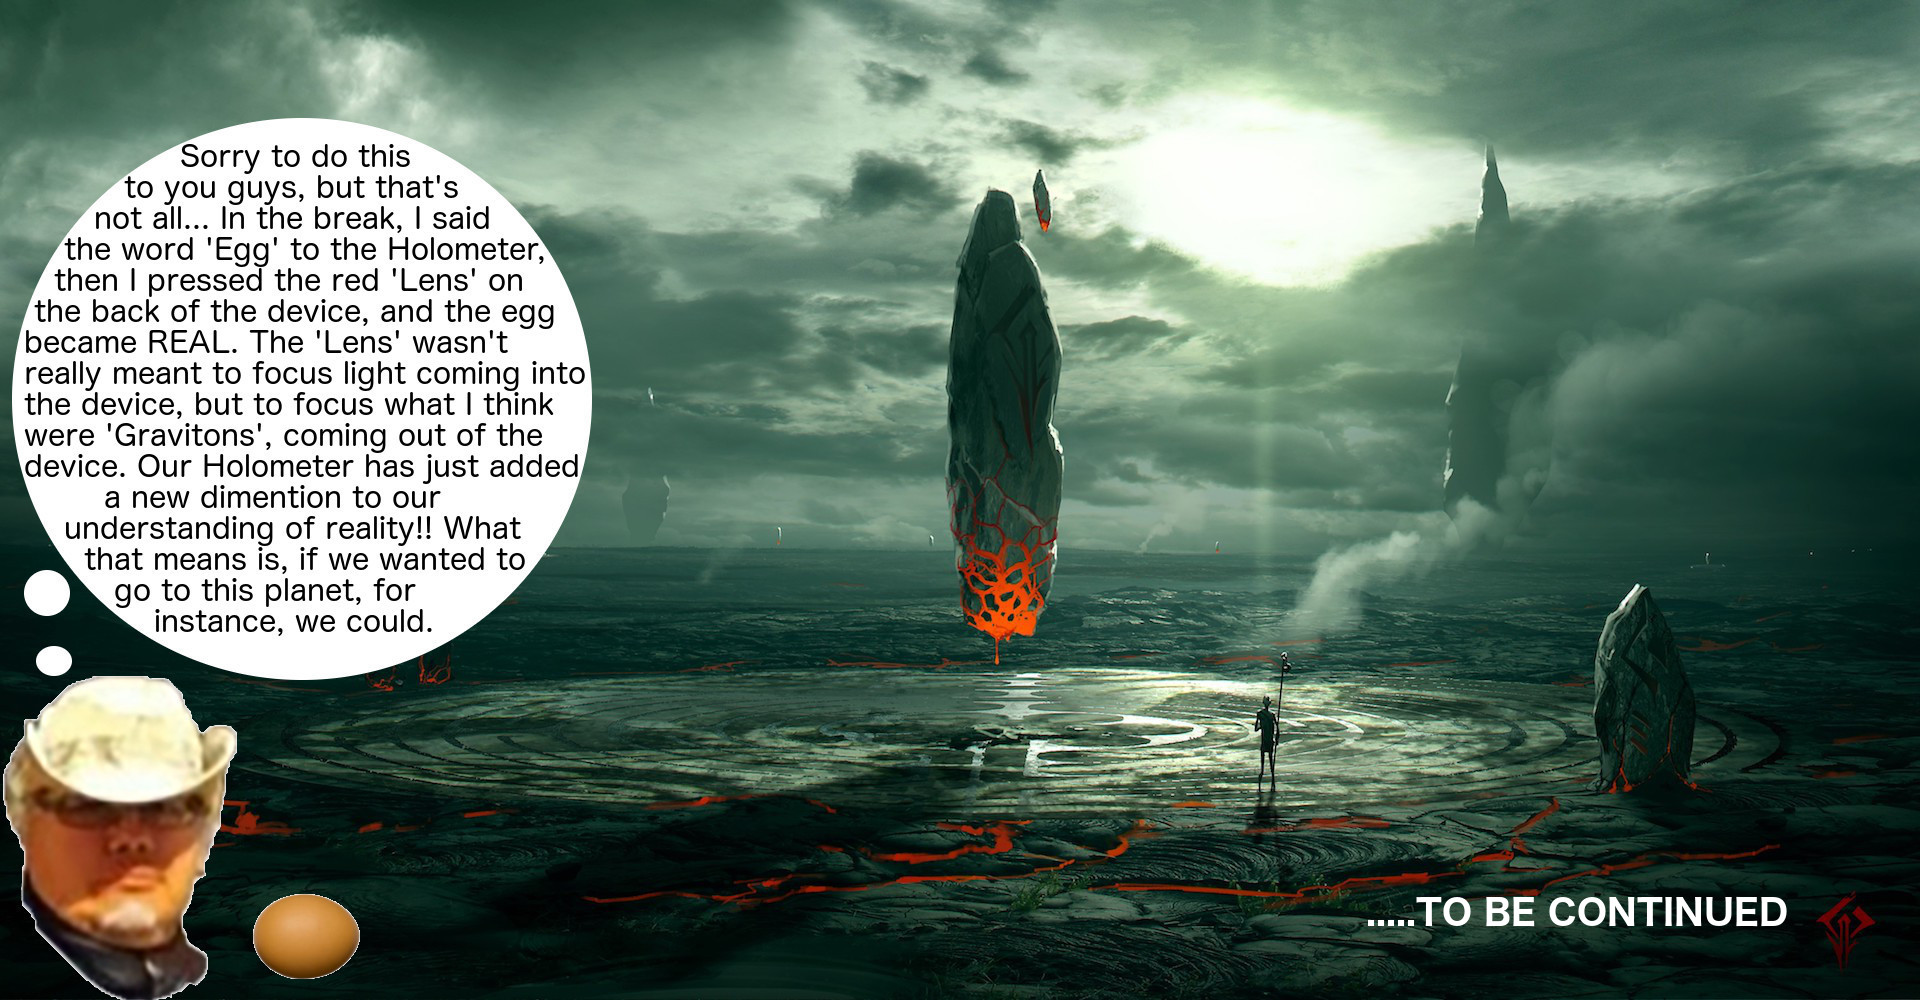 Sorry to do this
to you guys, but that's
not all... In the break, I said
the word 'Egg' to the Holometer,
then I pressed the red 'Lens' on
the back of the device, and the egg
became REAL. The 'Lens' wasn't
really meant to focus light coming into
the device, but to focus what I think
were 'Gravitons', coming out of the
device. Our Holometer has just added
a new dimention to our
understanding of reality!! What
that means is, if we wanted to
go to this planet, for
instance, we could.
.....TO BE CONTINUED